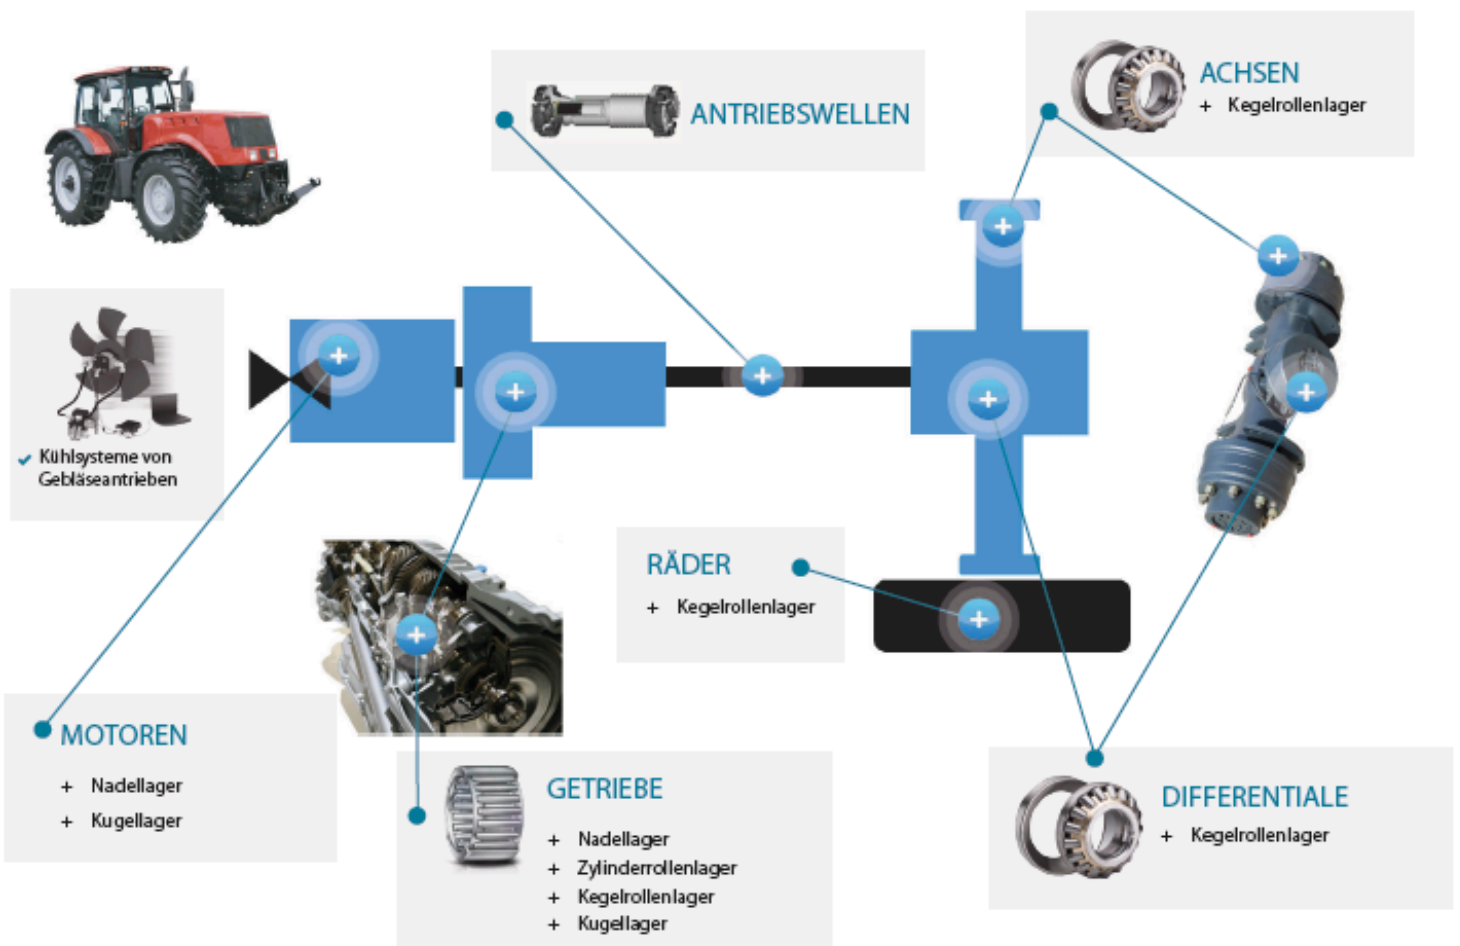 ACHSEN
+ Kegelrollenlager
ANTRIEBSWELLEN
Kühlsysteme von
Gebläseantrieben
RÄDER
+ Kegelrollenlager
MOTOREN
+ Nadellager
+ Kugellager
GETRIEBE
+ Nadellager
+ Zylinderrollenlager
+ Kegelrollenlager
+ Kugellager
DIFFERENTIALE
+ Kegelrollenlager